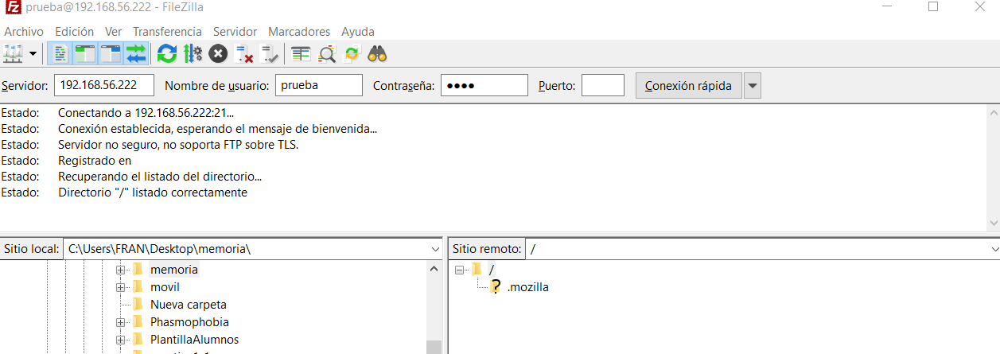 prueba@192.168.56.222 - FileZilla
Archivo Edición Ver Transferencia Servidor Marcadores Ayuda
Servidor: 192.168.56.222 Nombre de usuario: prueba Contraseña: ●●●● Puerto: Conexión rápida
Estado: Conectando a 192.168.56.222:21...
Estado: Conexión establecida, esperando el mensaje de bienvenida...
Estado: Servidor no seguro, no soporta FTP sobre TLS.
Estado: Registrado en
Estado: Recuperando el listado del directorio...
Estado: Directorio "/" listado correctamente
Sitio local: C:\Users\FRAN\Desktop\memoria\
memoria
movil
Nueva carpeta
Phasmophobia
PlantillaAlumnos
Sitio remoto: /
/
.mozilla